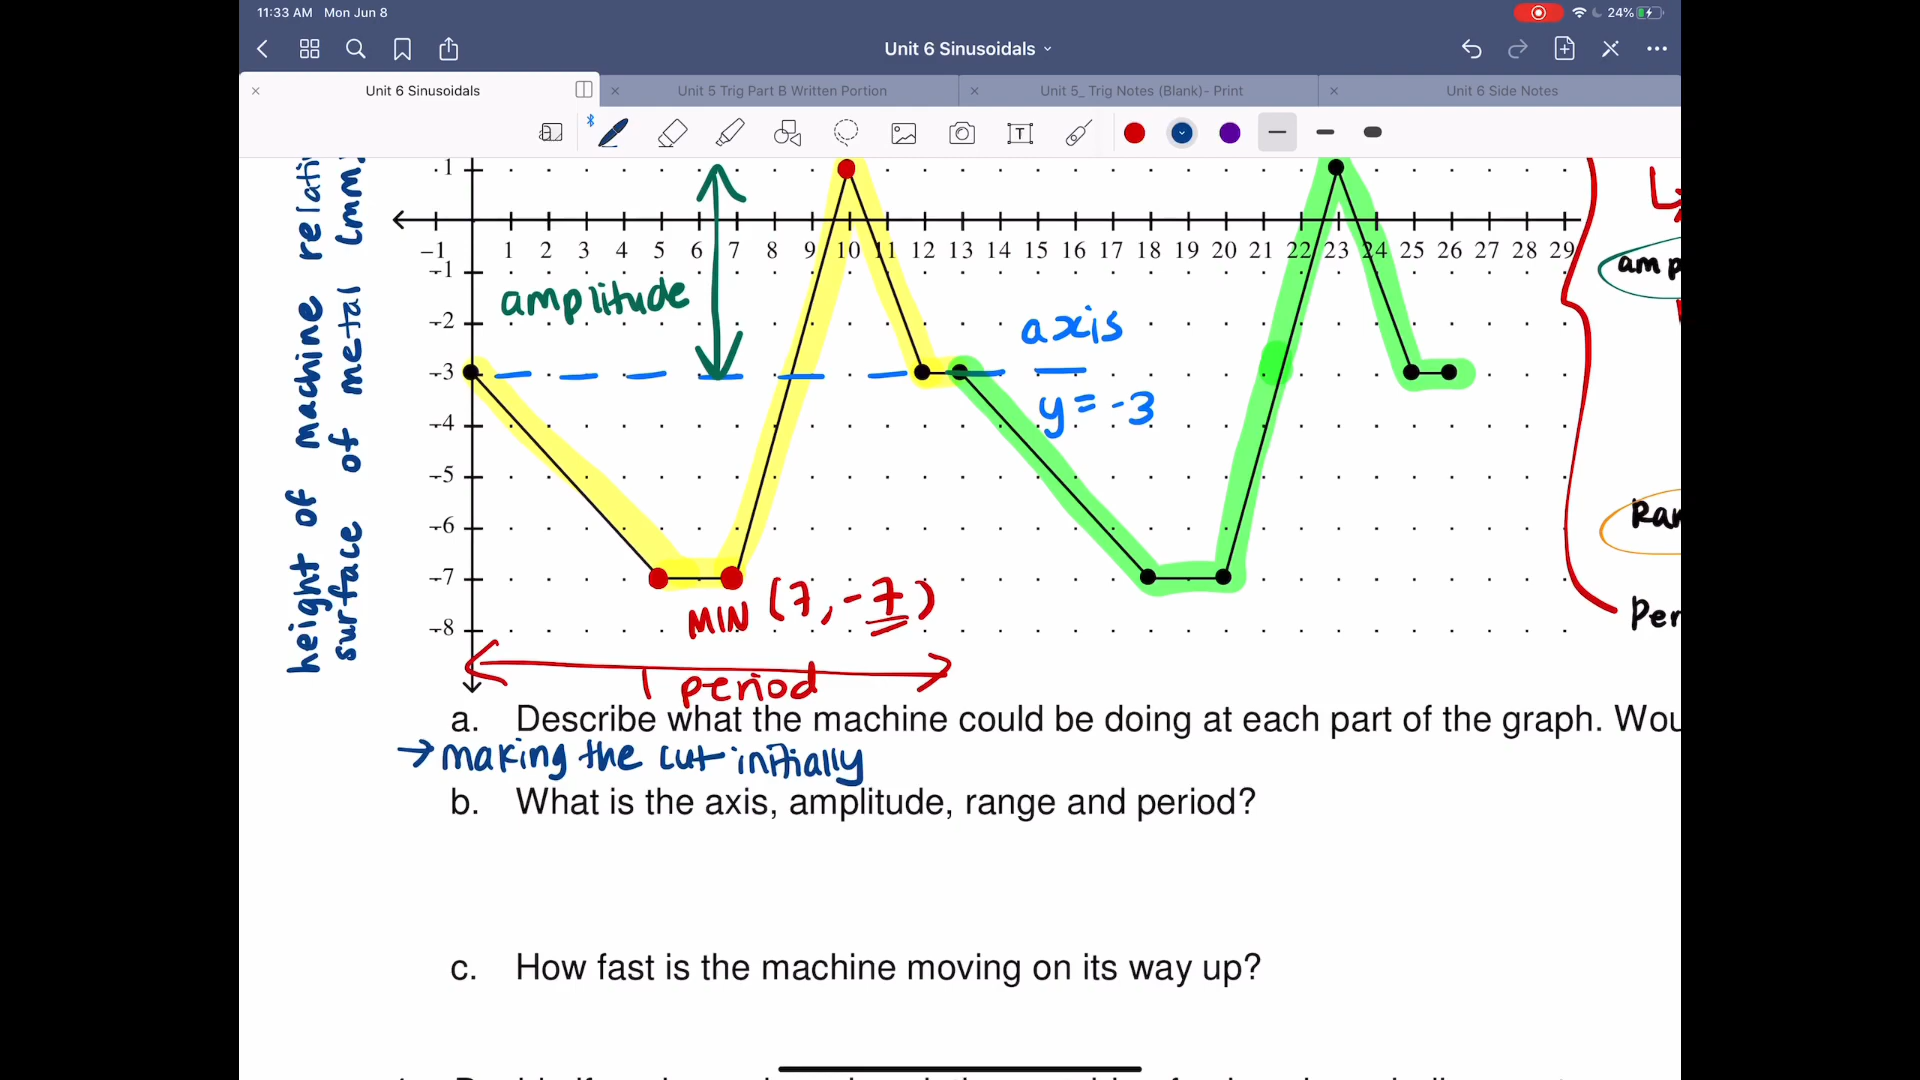 11:33 AM Mon Jun 8
24%
Unit 6 Sinusoidals
Unit 6 Sinusoidals
Unit 5 Trig Part B Written Portion
Unit 5_ Trig Notes (Blank)- Print
Unit 6 Side Notes
height of machine relati
surface of metal (mm)
1
-1 1 2 3 4 5 6 7 8 9 10 11 12 13 14 15 16 17 18 19 20 21 22 23 24 25 26 27 28 29
-1
-2
-3
-4
-5
-6
-7
-8
amplitude
axis
y = -3
MIN (7, -7)
1 period
amp
Ran
Per
a. Describe what the machine could be doing at each part of the graph. Wou
→ making the cut initially
b. What is the axis, amplitude, range and period?
c. How fast is the machine moving on its way up?